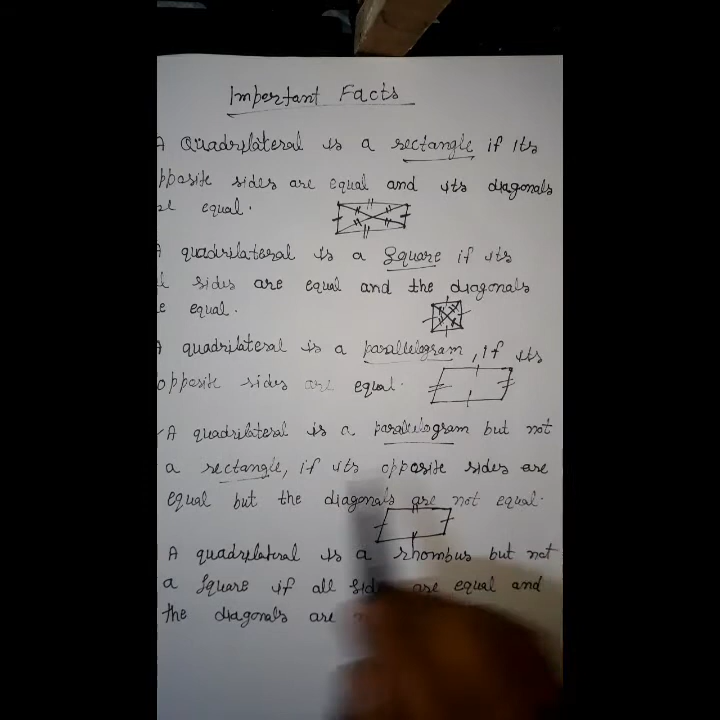 Important Facts
A Quadrilateral is a rectangle if its
opposite sides are equal and its diagonals
equal.
A quadrilateral is a Square if its
sides are equal and the diagonals
equal.
A quadrilateral is a parallelogram, if its
opposite sides are equal.
A quadrilateral is a parallelogram but not
a rectangle, if its opposite sides are
equal but the diagonals are not equal.
A quadrilateral is a rhombus but not
a Square if all sides are equal and
the diagonals are